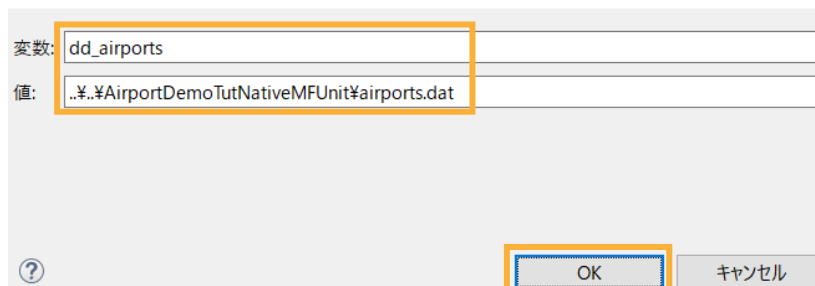 変数: dd_airports
値: ..¥..¥AirportDemoTutNativeMFUnit¥airports.dat
? OK キャンセル